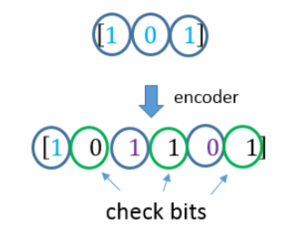 [1 0 1]
encoder
[1 0 1 1 0 1]
check bits